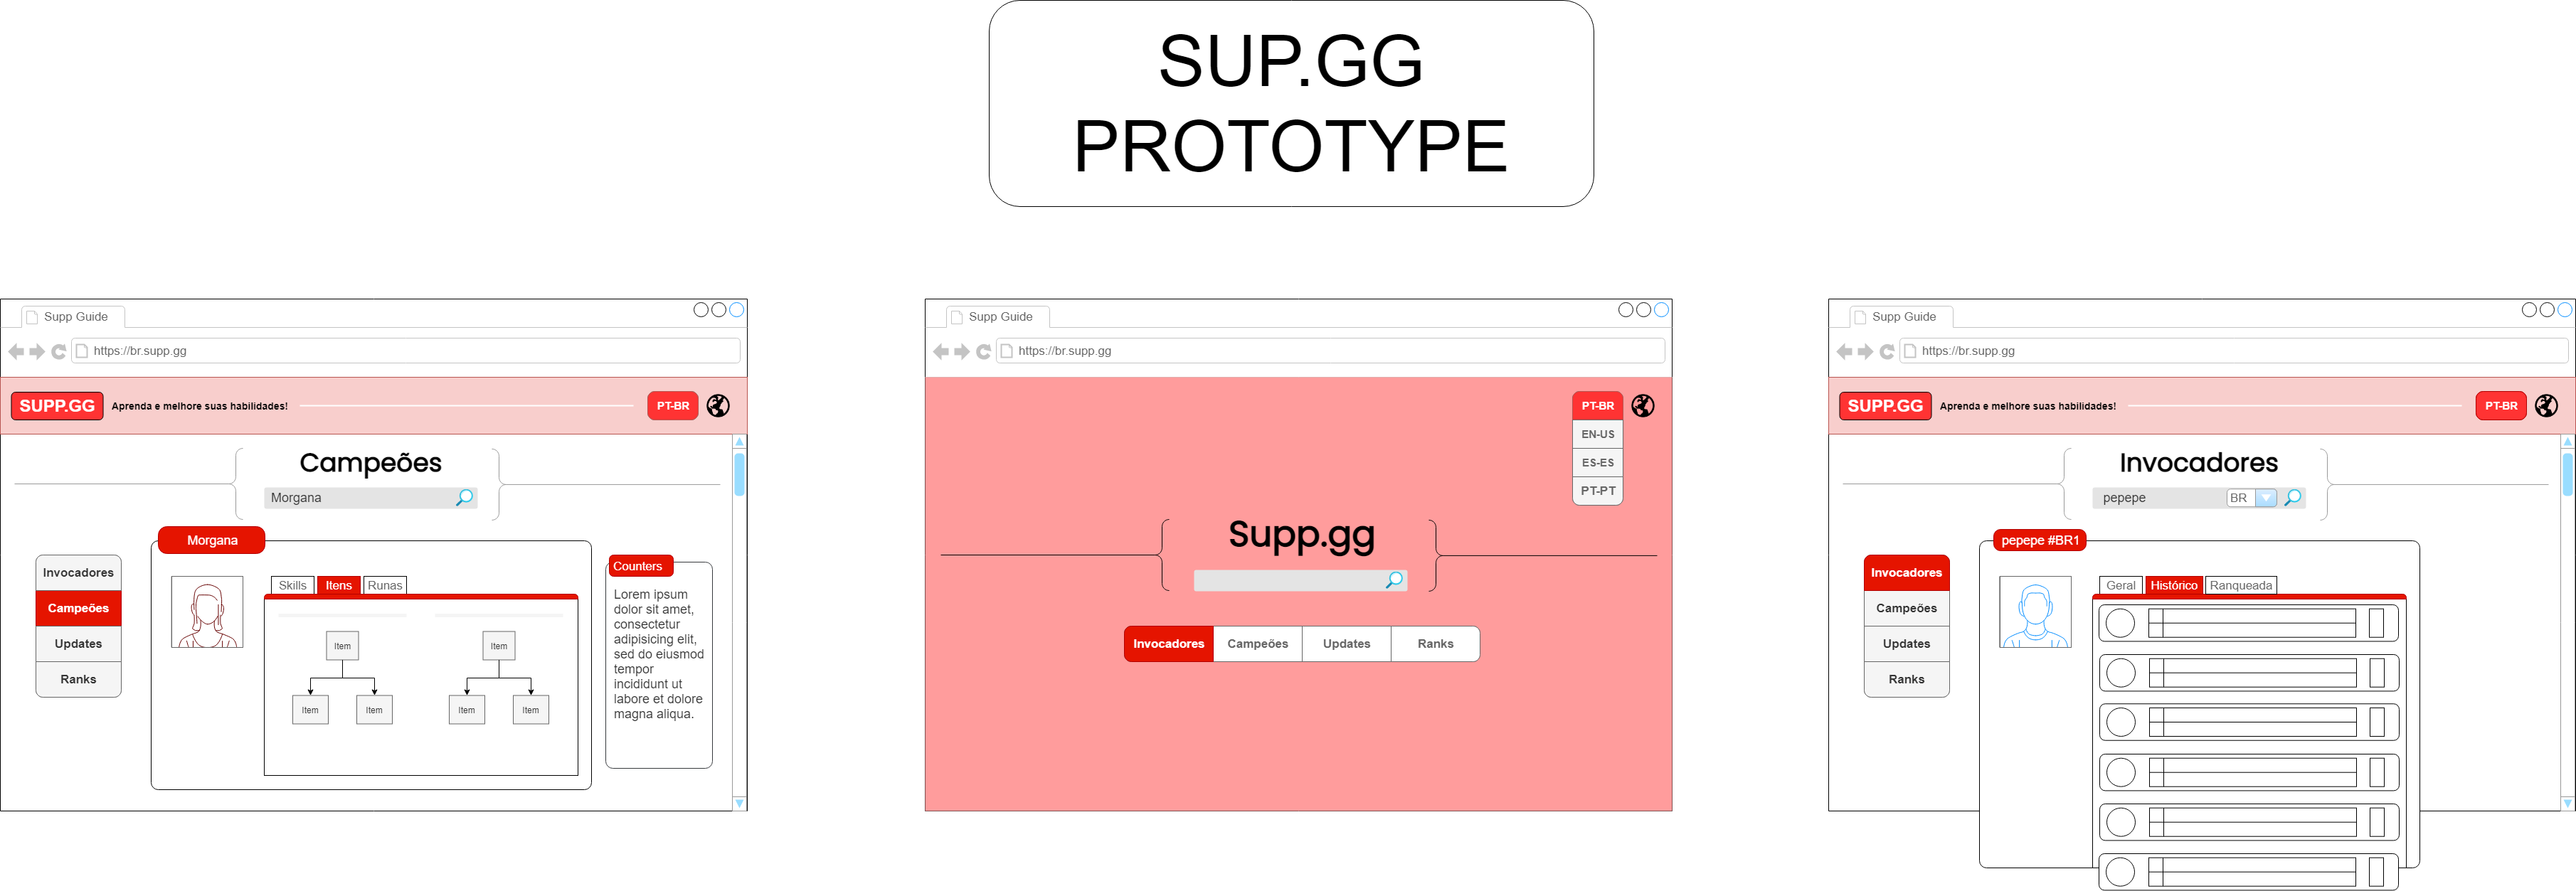 SUP.GG
PROTOTYPE
Supp Guide
https://br.supp.gg
SUPP.GG
Aprenda e melhore suas habilidades!
PT-BR
Campeões
Morgana
Morgana
Invocadores
Campeões
Updates
Ranks
Skills
Itens
Runas
Item
Item
Item
Item
Item
Item
Counters
Lorem ipsum
dolor sit amet,
consectetur
adipisicing elit,
sed do eiusmod
tempor
incididunt ut
labore et dolore
magna aliqua.
Supp Guide
https://br.supp.gg
PT-BR
EN-US
ES-ES
PT-PT
Supp.gg
Invocadores
Campeões
Updates
Ranks
Supp Guide
https://br.supp.gg
SUPP.GG
Aprenda e melhore suas habilidades!
PT-BR
Invocadores
pepepe
BR
pepepe #BR1
Invocadores
Campeões
Updates
Ranks
Geral
Histórico
Ranqueada